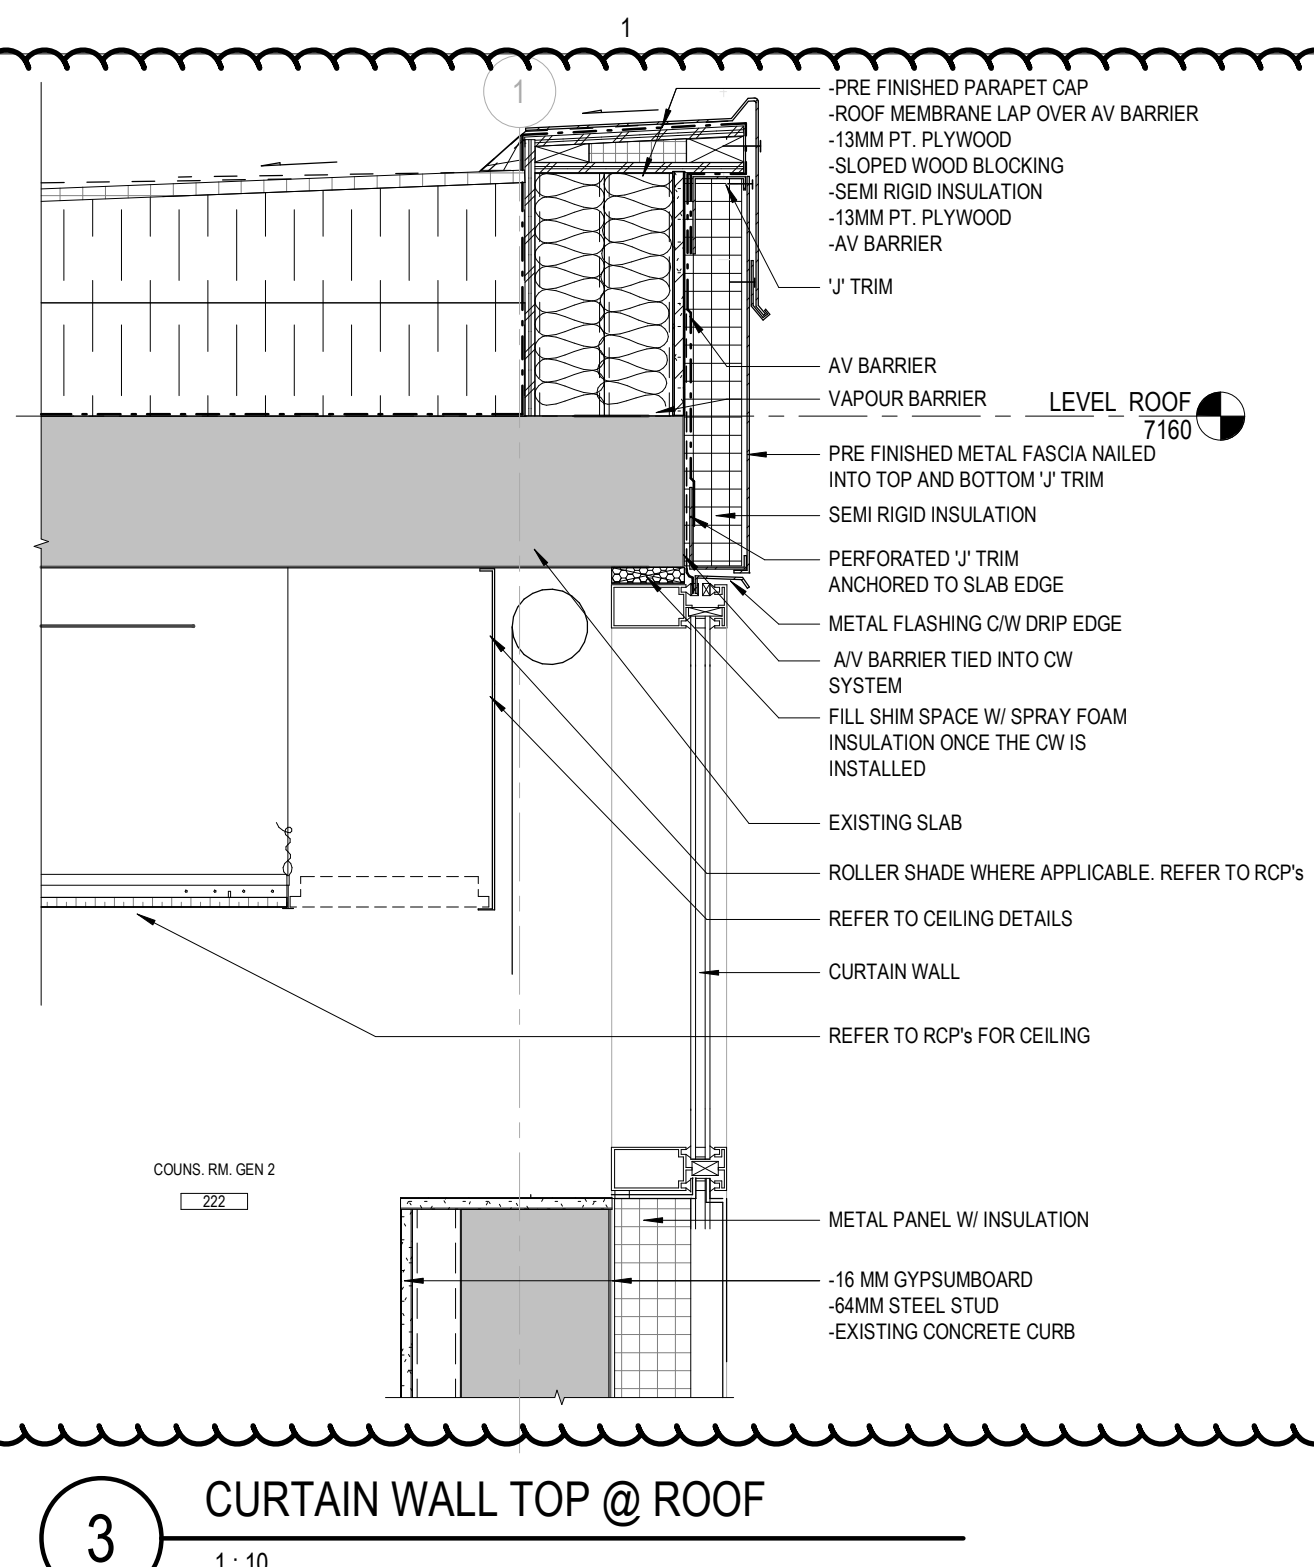 1
1
-PRE FINISHED PARAPET CAP
-ROOF MEMBRANE LAP OVER AV BARRIER
-13MM PT. PLYWOOD
-SLOPED WOOD BLOCKING
-SEMI RIGID INSULATION
-13MM PT. PLYWOOD
-AV BARRIER
'J' TRIM
AV BARRIER
VAPOUR BARRIER
LEVEL ROOF
7160
PRE FINISHED METAL FASCIA NAILED
INTO TOP AND BOTTOM 'J' TRIM
SEMI RIGID INSULATION
PERFORATED 'J' TRIM
ANCHORED TO SLAB EDGE
METAL FLASHING C/W DRIP EDGE
A/V BARRIER TIED INTO CW
SYSTEM
FILL SHIM SPACE W/ SPRAY FOAM
INSULATION ONCE THE CW IS
INSTALLED
EXISTING SLAB
ROLLER SHADE WHERE APPLICABLE. REFER TO RCP's
REFER TO CEILING DETAILS
CURTAIN WALL
REFER TO RCP's FOR CEILING
COUNS. RM. GEN 2
222
METAL PANEL W/ INSULATION
-16 MM GYPSUMBOARD
-64MM STEEL STUD
-EXISTING CONCRETE CURB
3
CURTAIN WALL TOP @ ROOF
1 : 10